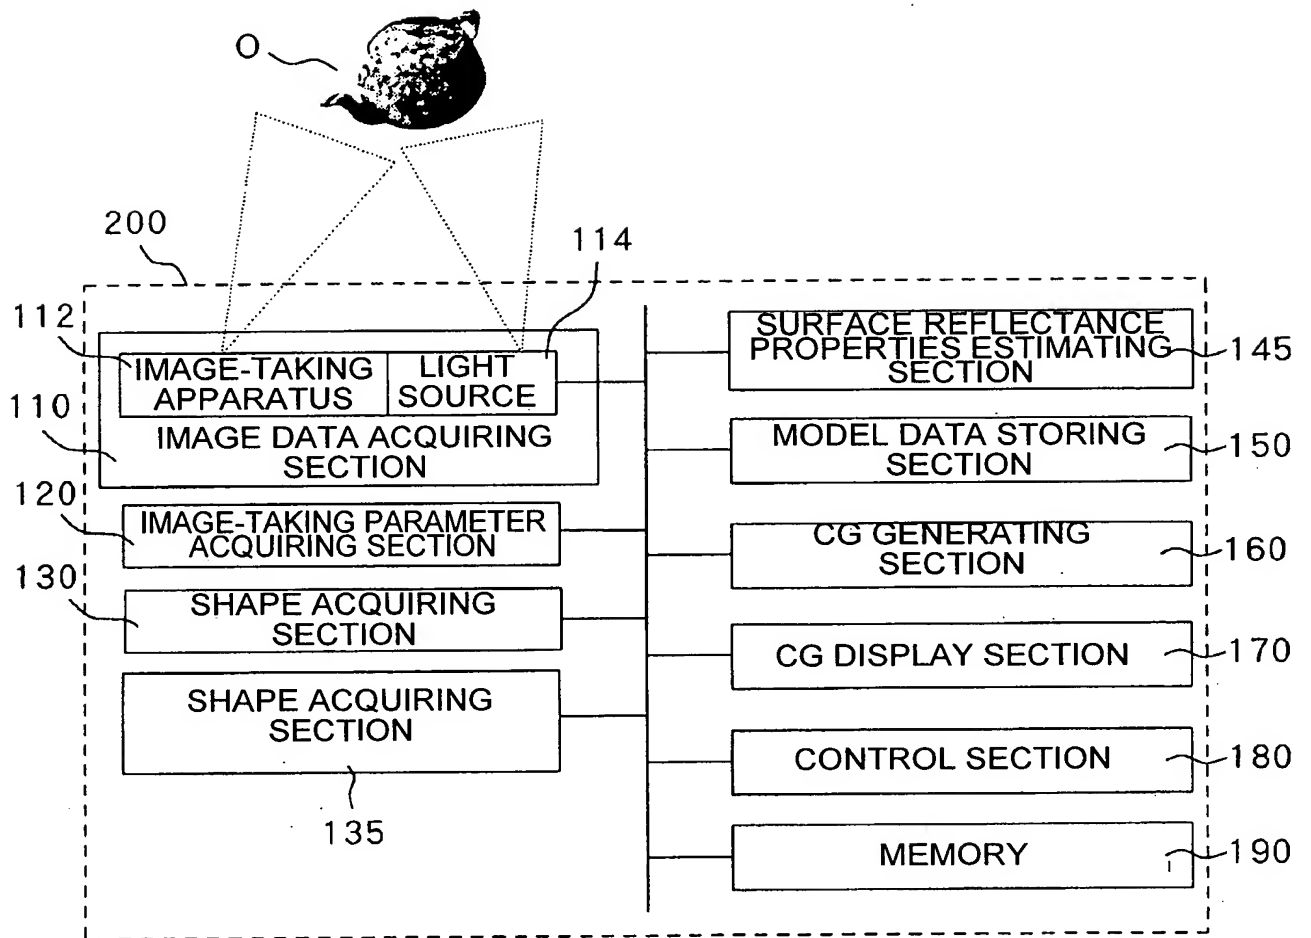 O
200
114
112
IMAGE-TAKING
APPARATUS
LIGHT
SOURCE
110
IMAGE DATA ACQUIRING
SECTION
120
IMAGE-TAKING PARAMETER
ACQUIRING SECTION
130
SHAPE ACQUIRING
SECTION
SHAPE ACQUIRING
SECTION
135
SURFACE REFLECTANCE
PROPERTIES ESTIMATING
SECTION
145
MODEL DATA STORING
SECTION
150
CG GENERATING
SECTION
160
CG DISPLAY SECTION
170
CONTROL SECTION
180
MEMORY
190